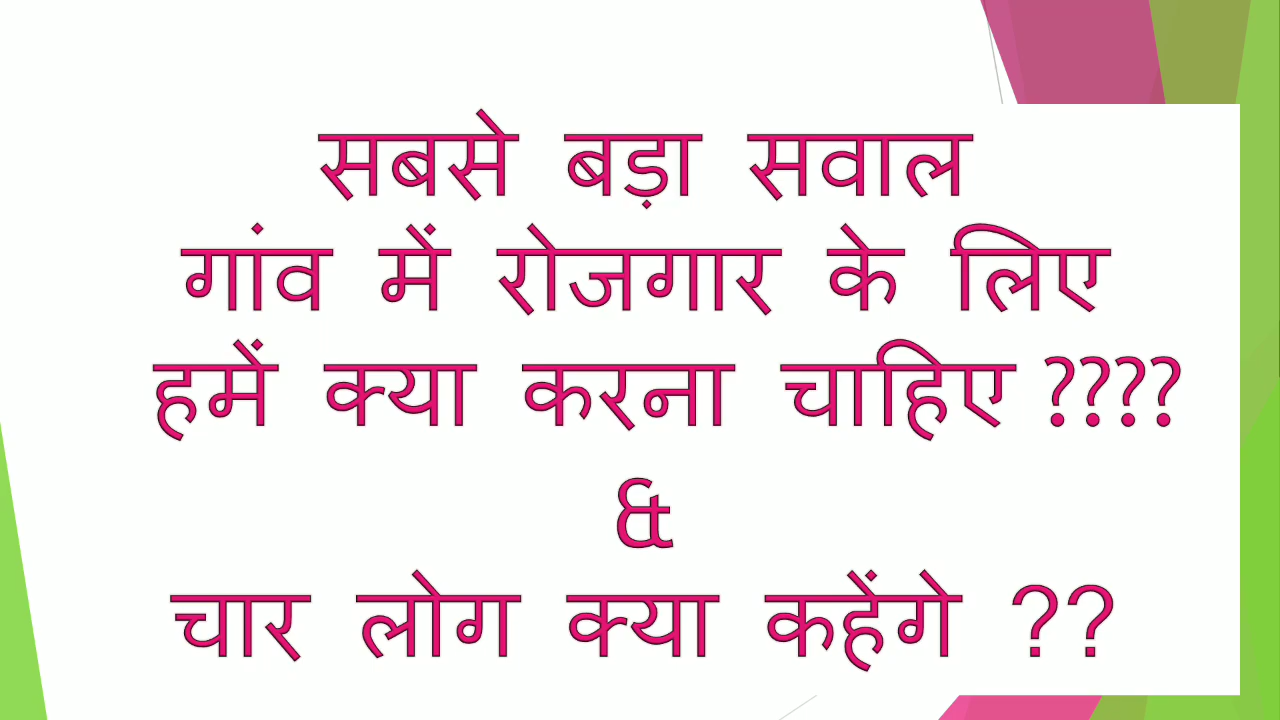 सबसे बड़ा सवाल
गांव में रोजगार के लिए
हमें क्या करना चाहिए ????
&
चार लोग क्या कहेंगे ??